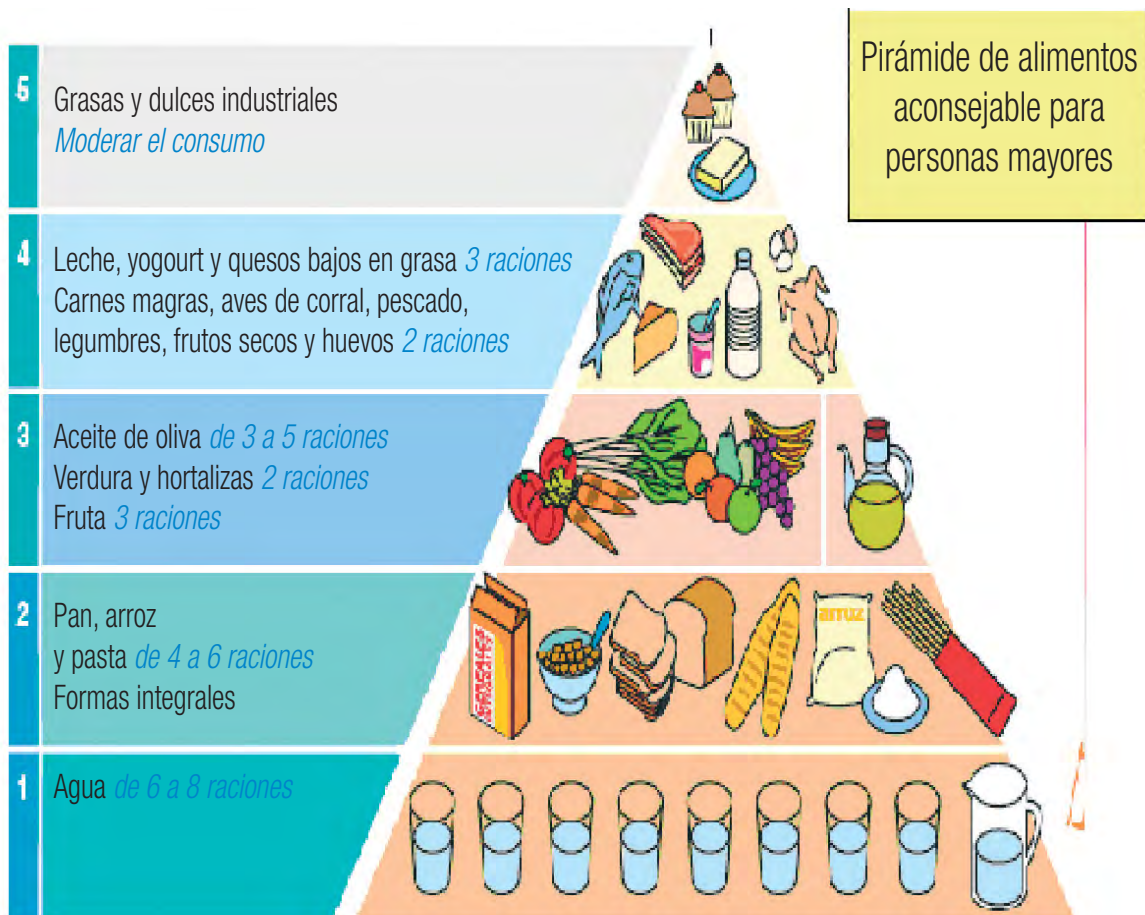 Pirámide de alimentos
aconsejable para
personas mayores
5
Grasas y dulces industriales
Moderar el consumo
4
Leche, yogourt y quesos bajos en grasa 3 raciones
Carnes magras, aves de corral, pescado,
legumbres, frutos secos y huevos 2 raciones
3
Aceite de oliva de 3 a 5 raciones
Verdura y hortalizas 2 raciones
Fruta 3 raciones
2
Pan, arroz
y pasta de 4 a 6 raciones
Formas integrales
arroz
1
Agua de 6 a 8 raciones